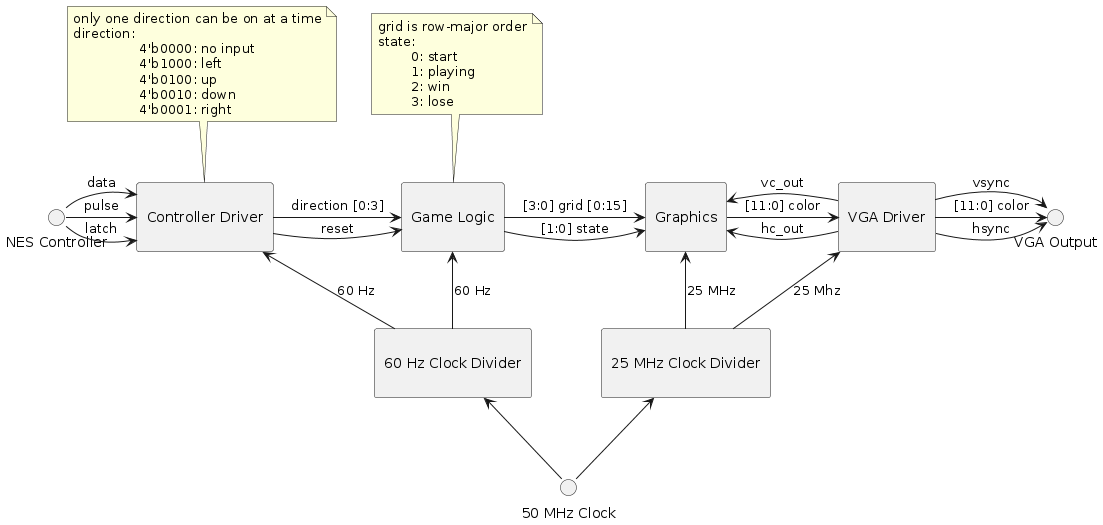 only one direction can be on at a time
direction:
4'b0000: no input
4'b1000: left
4'b0100: up
4'b0010: down
4'b0001: right
grid is row-major order
state:
0: start
1: playing
2: win
3: lose
data
pulse
latch
NES Controller
Controller Driver
direction [0:3]
reset
Game Logic
[3:0] grid [0:15]
[1:0] state
Graphics
vc_out
[11:0] color
hc_out
VGA Driver
vsync
[11:0] color
hsync
VGA Output
60 Hz
60 Hz
25 MHz
25 Mhz
60 Hz Clock Divider
25 MHz Clock Divider
50 MHz Clock